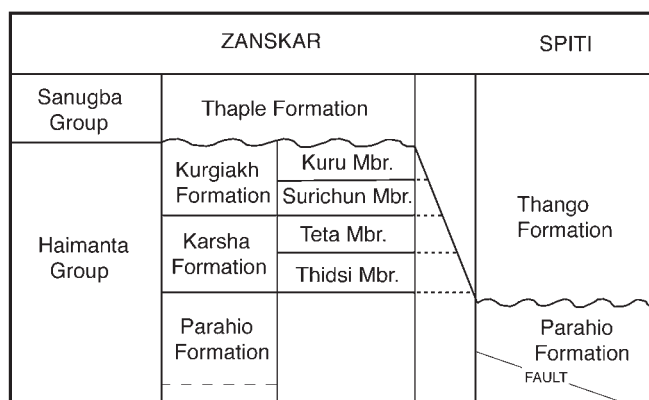 ZANSKAR
SPITI
Sanugba
Group
Thaple Formation
Haimanta
Group
Kurgiakh
Formation
Kuru Mbr.
Surichun Mbr.
Karsha
Formation
Teta Mbr.
Thidsi Mbr.
Parahio
Formation
Thango
Formation
Parahio
Formation
FAULT